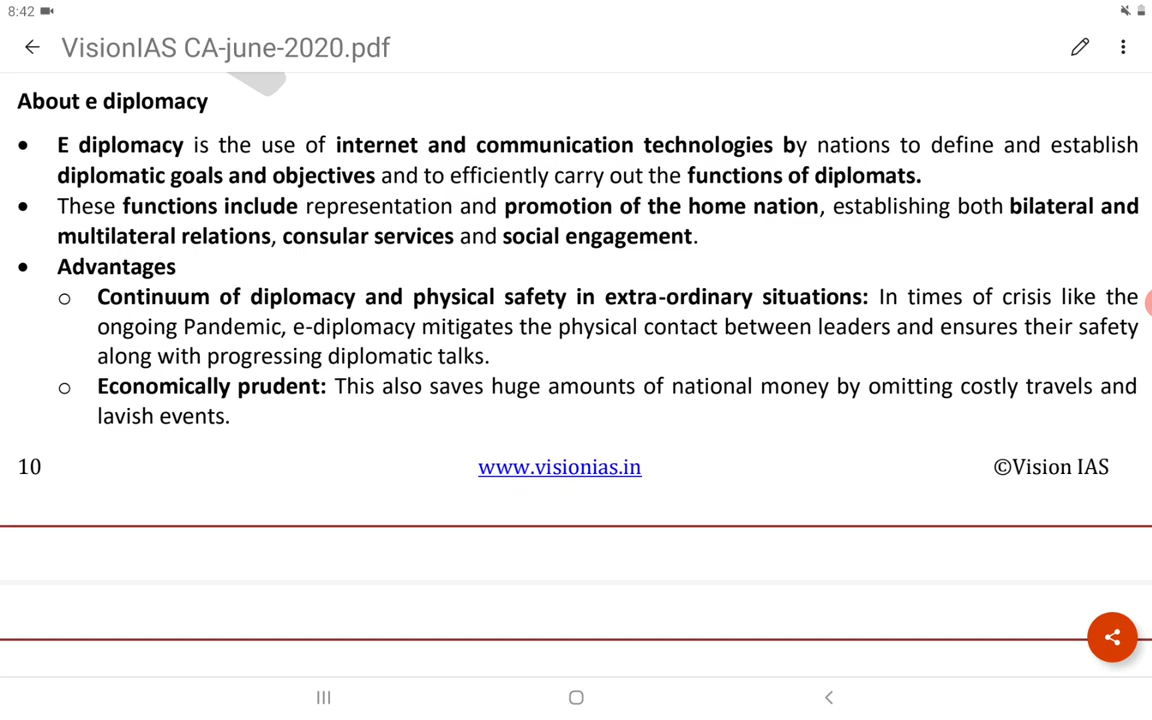 8:42
VisionIAS CA-june-2020.pdf
About e diplomacy
• E diplomacy is the use of internet and communication technologies by nations to define and establish
diplomatic goals and objectives and to efficiently carry out the functions of diplomats.
• These functions include representation and promotion of the home nation, establishing both bilateral and
multilateral relations, consular services and social engagement.
• Advantages
o Continuum of diplomacy and physical safety in extra-ordinary situations: In times of crisis like the
ongoing Pandemic, e-diplomacy mitigates the physical contact between leaders and ensures their safety
along with progressing diplomatic talks.
o Economically prudent: This also saves huge amounts of national money by omitting costly travels and
lavish events.
10 www.visionias.in ©Vision IAS